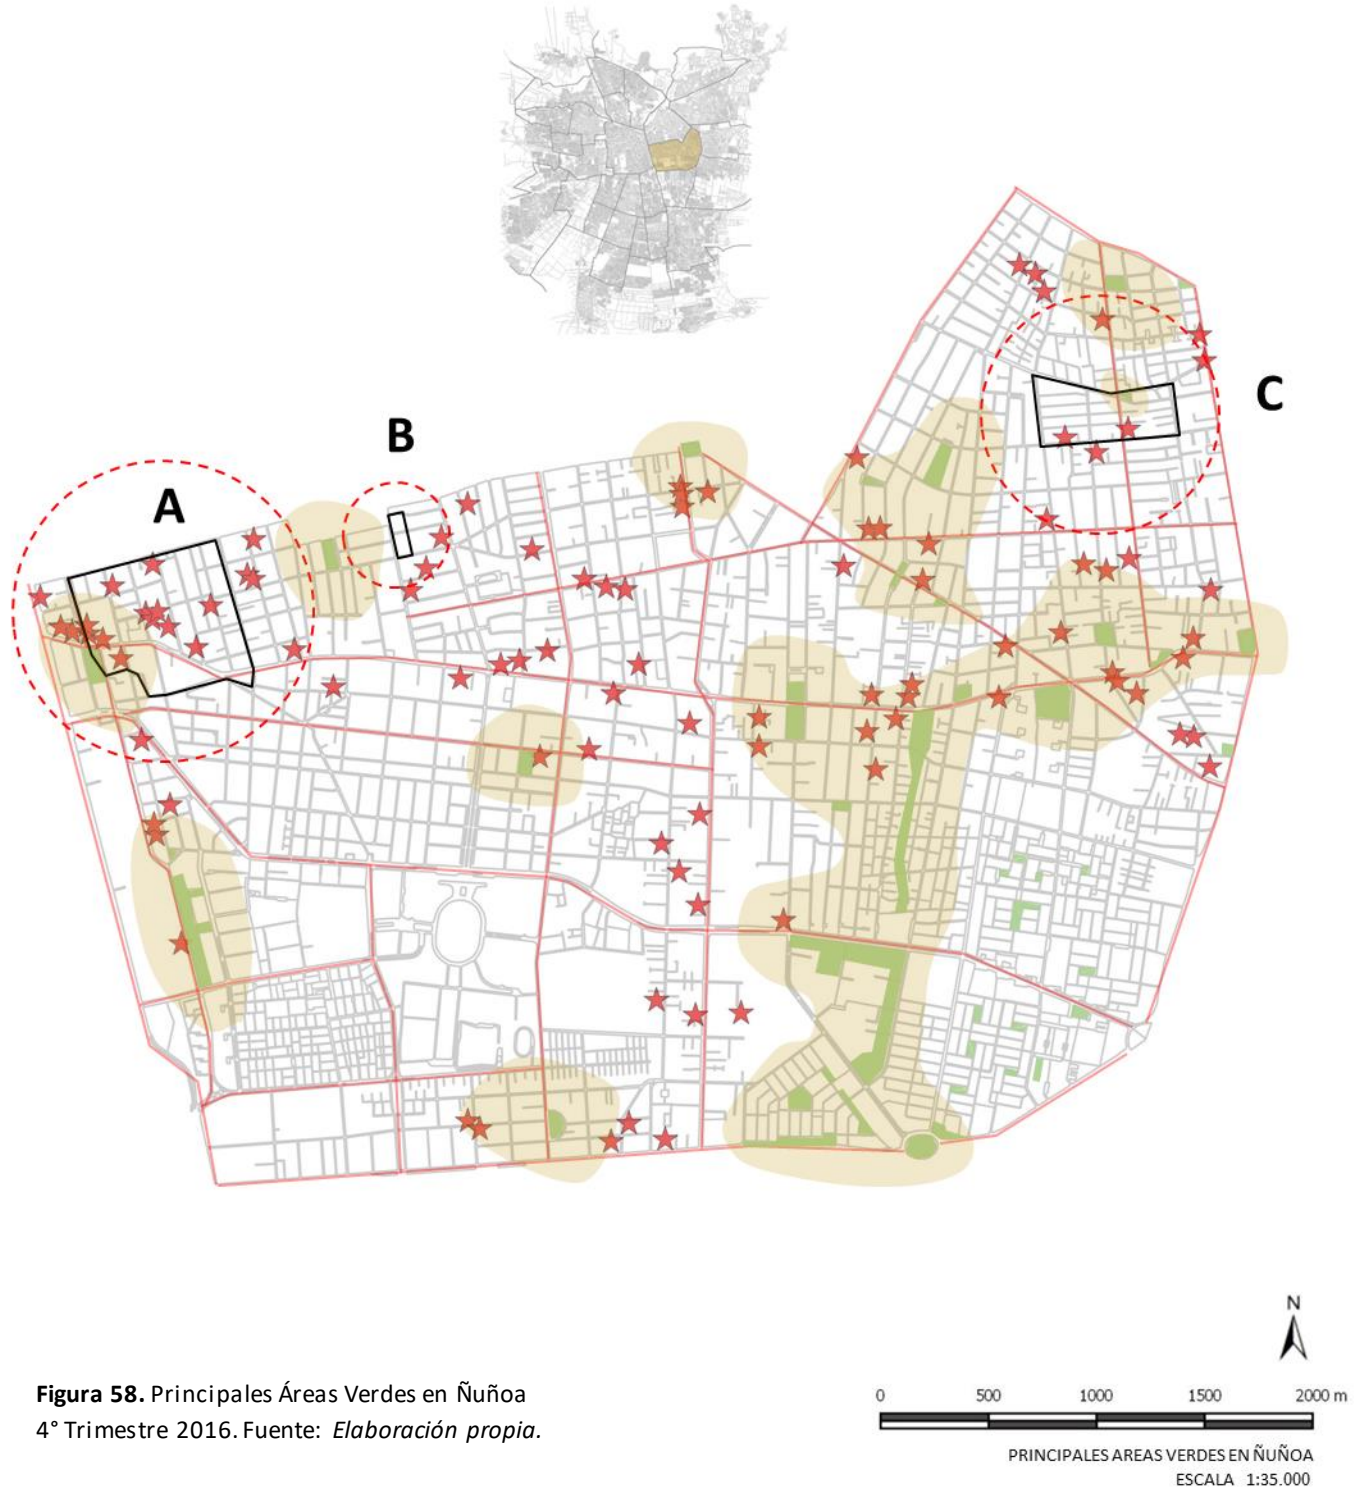 C
B
A
N
Figura 58. Principales Áreas Verdes en Ñuñoa
4° Trimestre 2016. Fuente: Elaboración propia.
0 500 1000 1500 2000 m
PRINCIPALES AREAS VERDES EN ÑUÑOA
ESCALA 1:35.000